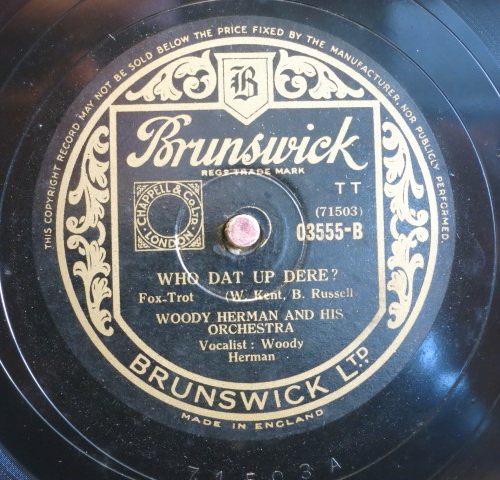 THIS COPYRIGHT RECORD MAY NOT BE SOLD BELOW THE PRICE FIXED BY THE MANUFACTURER, NOR PUBLICLY PERFORMED.
B
Brunswick
REGD TRADE MARK
CHAPPELL & CO LTD
LONDON
TT
(71503)
03555-B
WHO DAT UP DERE?
Fox-Trot (W. Kent, B. Russell
WOODY HERMAN AND HIS
ORCHESTRA
Vocalist: Woody
Herman
BRUNSWICK LTD
MADE IN ENGLAND
71503A